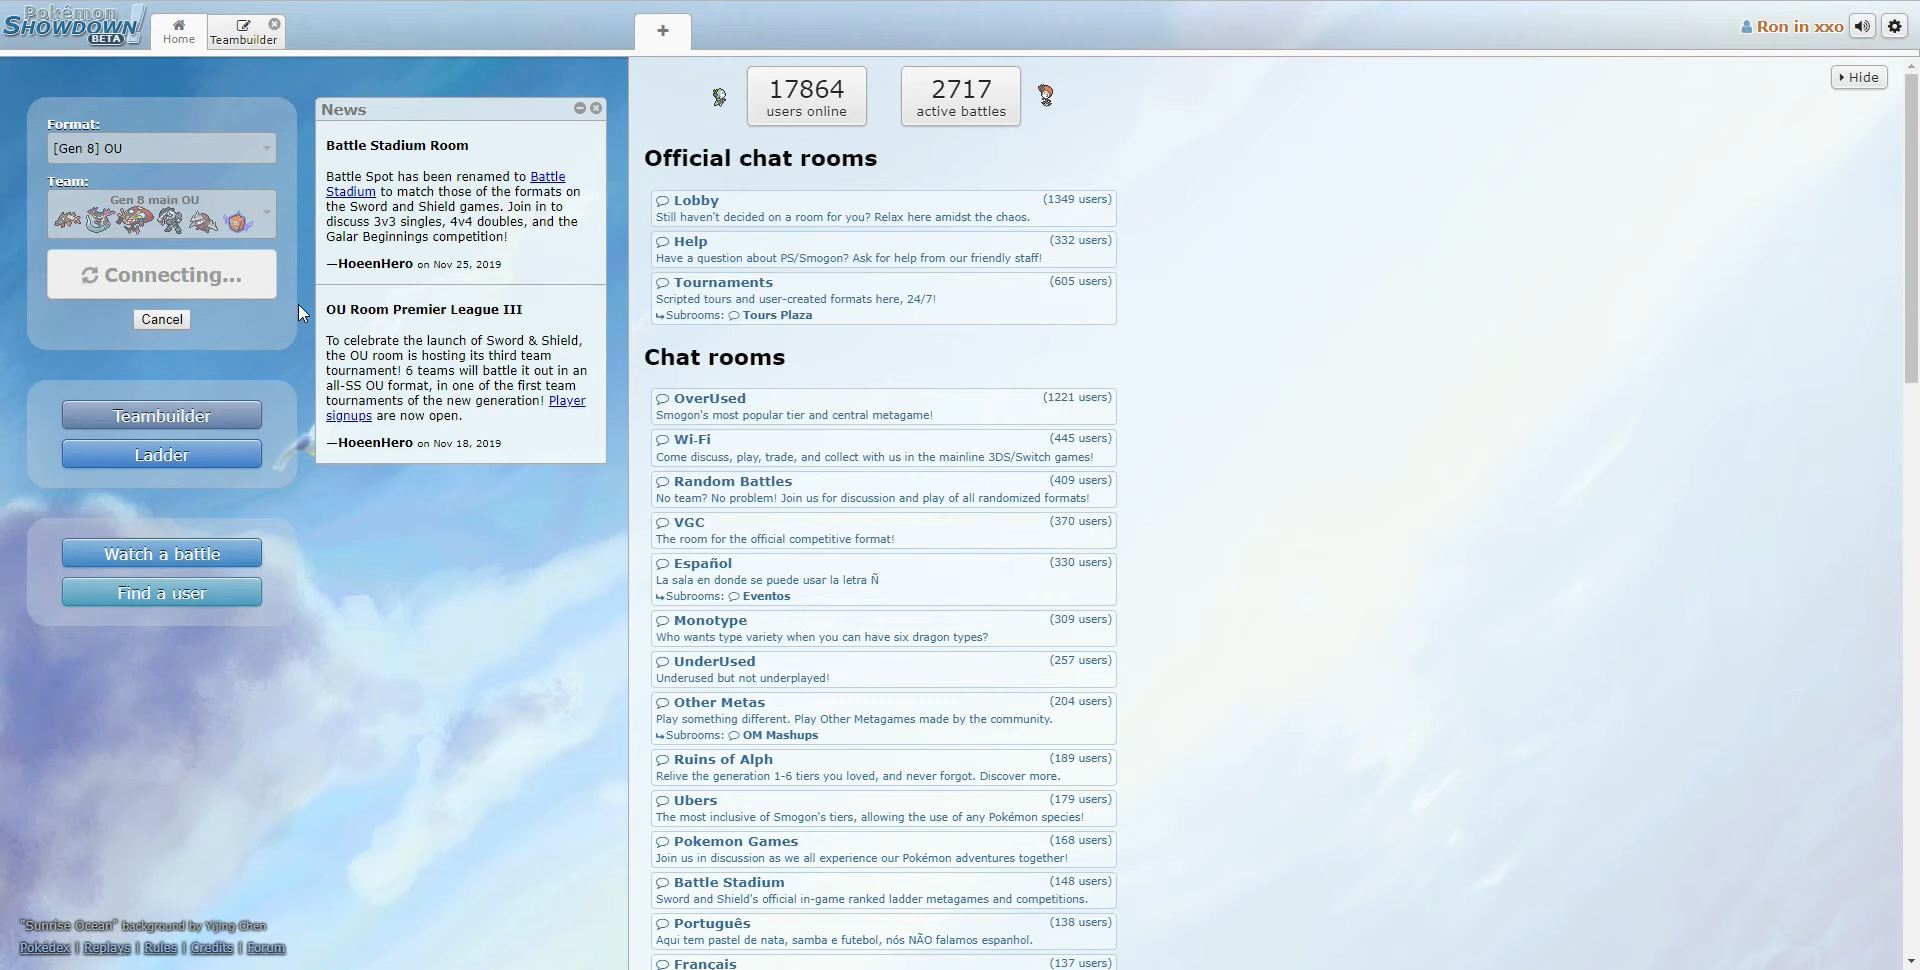 Pokémon
SHOWDOWN!
BETA
Home
Teambuilder
+
Ron in xxo
Format:
[Gen 8] OU
Team:
Gen 8 main OU
Connecting...
Cancel
Teambuilder
Ladder
Watch a battle
Find a user
News
Battle Stadium Room
Battle Spot has been renamed to Battle
Stadium to match those of the formats on
the Sword and Shield games. Join in to
discuss 3v3 singles, 4v4 doubles, and the
Galar Beginnings competition!
—HoeenHero on Nov 25, 2019
OU Room Premier League III
To celebrate the launch of Sword & Shield,
the OU room is hosting its third team
tournament! 6 teams will battle it out in an
all-SS OU format, in one of the first team
tournaments of the new generation! Player
signups are now open.
—HoeenHero on Nov 18, 2019
"Sunrise Ocean" background by Yijing Chen
Pokédex | Replays | Rules | Credits | Forum
17864
users online
2717
active battles
Hide
Official chat rooms
Lobby (1349 users)
Still haven't decided on a room for you? Relax here amidst the chaos.
Help (332 users)
Have a question about PS/Smogon? Ask for help from our friendly staff!
Tournaments (605 users)
Scripted tours and user-created formats here, 24/7!
↳Subrooms: Tours Plaza
Chat rooms
OverUsed (1221 users)
Smogon's most popular tier and central metagame!
Wi-Fi (445 users)
Come discuss, play, trade, and collect with us in the mainline 3DS/Switch games!
Random Battles (409 users)
No team? No problem! Join us for discussion and play of all randomized formats!
VGC (370 users)
The room for the official competitive format!
Español (330 users)
La sala en donde se puede usar la letra Ñ
↳Subrooms: Eventos
Monotype (309 users)
Who wants type variety when you can have six dragon types?
UnderUsed (257 users)
Underused but not underplayed!
Other Metas (204 users)
Play something different. Play Other Metagames made by the community.
↳Subrooms: OM Mashups
Ruins of Alph (189 users)
Relive the generation 1-6 tiers you loved, and never forgot. Discover more.
Ubers (179 users)
The most inclusive of Smogon's tiers, allowing the use of any Pokémon species!
Pokemon Games (168 users)
Join us in discussion as we all experience our Pokémon adventures together!
Battle Stadium (148 users)
Sword and Shield's official in-game ranked ladder metagames and competitions.
Português (138 users)
Aqui tem pastel de nata, samba e futebol, nós NÃO falamos espanhol.
Français (137 users)